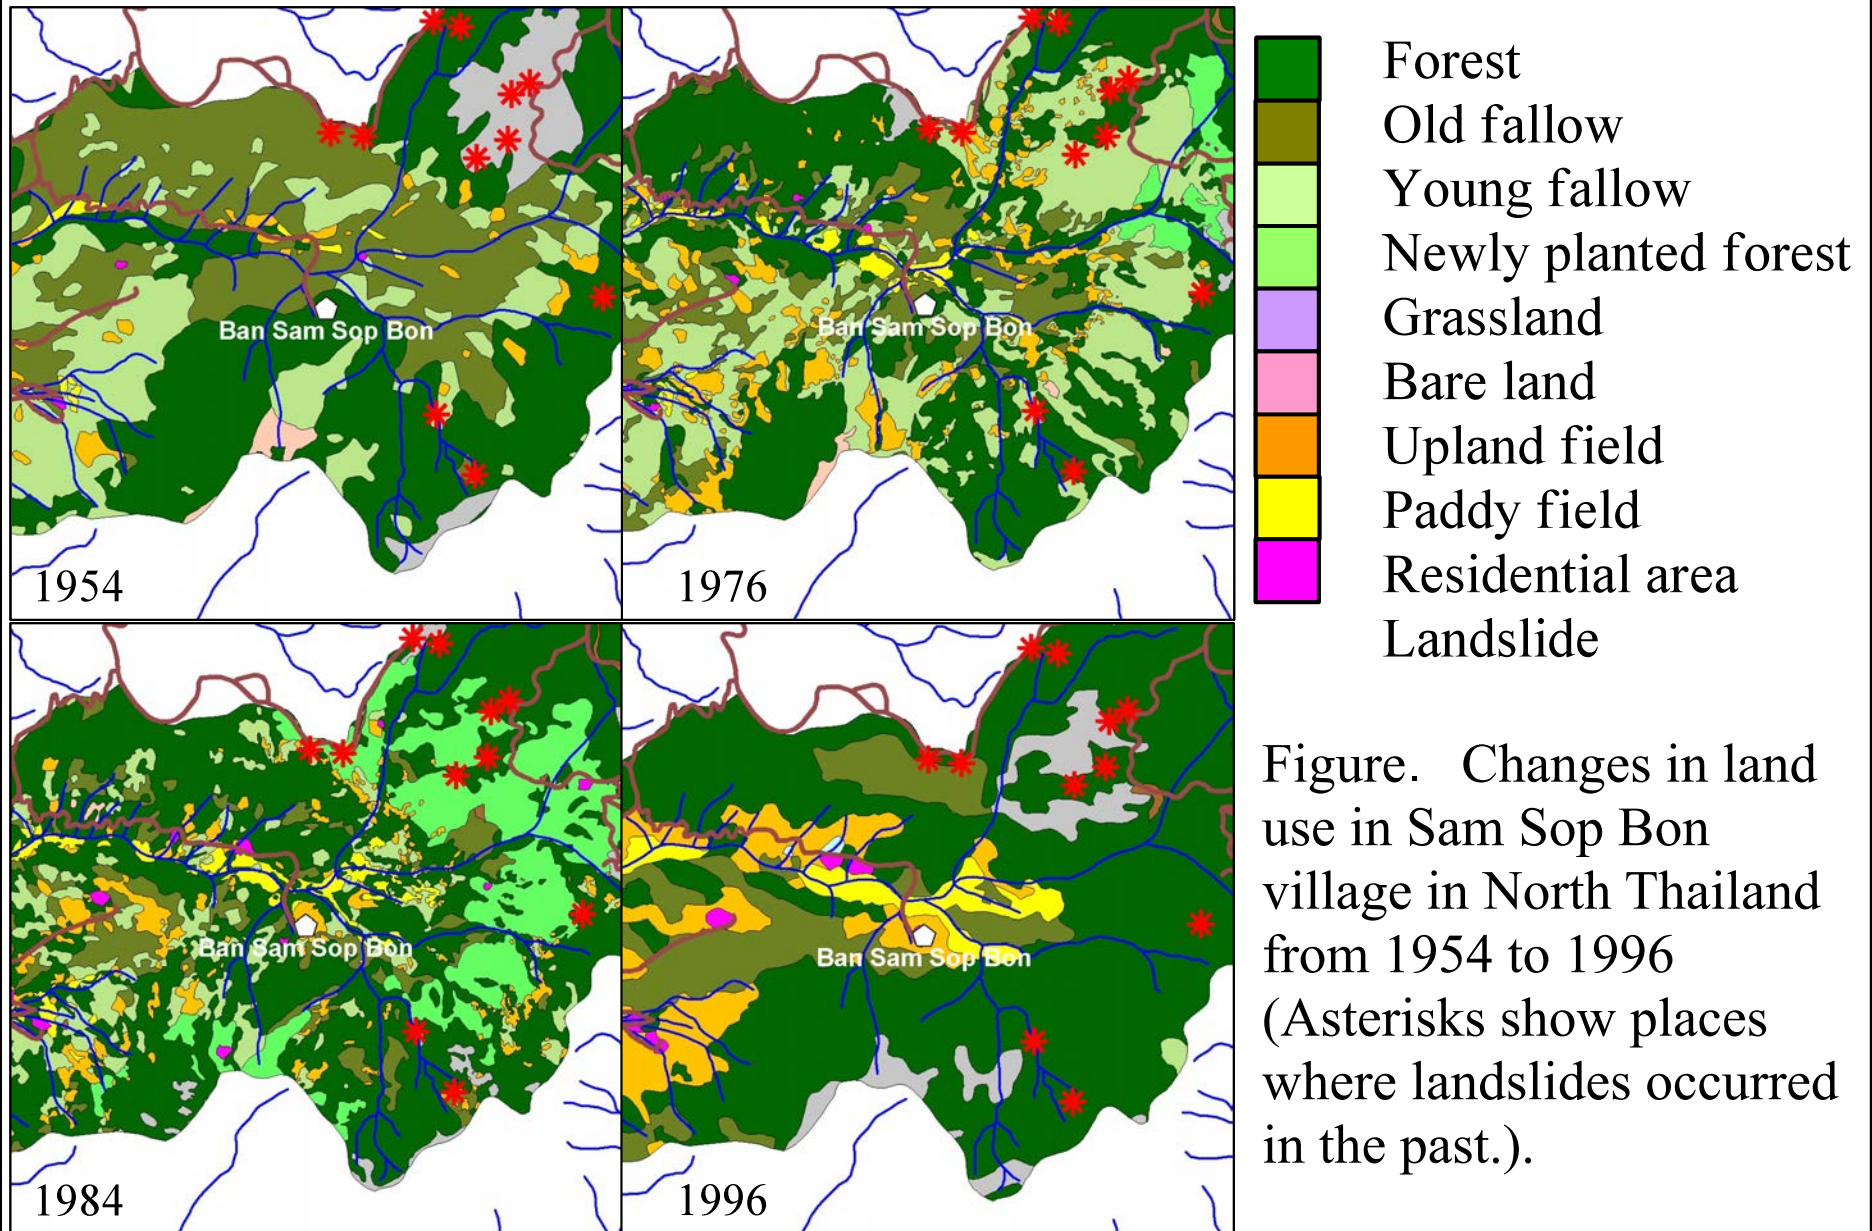 Ban Sam Sop Bon
1954
Ban Sam Sop Bon
1976
Ban Sam Sop Bon
1984
Ban Sam Sop Bon
1996
Forest
Old fallow
Young fallow
Newly planted forest
Grassland
Bare land
Upland field
Paddy field
Residential area
Landslide
Figure. Changes in land
use in Sam Sop Bon
village in North Thailand
from 1954 to 1996
(Asterisks show places
where landslides occurred
in the past.).